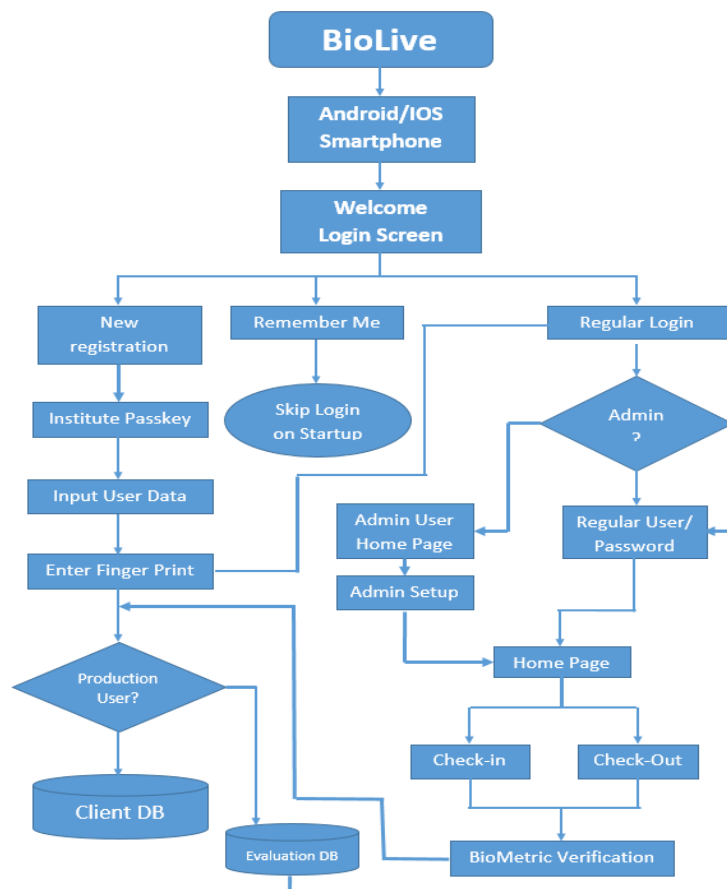 BioLive
Android/IOS
Smartphone
Welcome
Login Screen
New
registration
Remember Me
Regular Login
Institute Passkey
Skip Login
on Startup
Admin
?
Input User Data
Admin User
Home Page
Regular User/
Password
Enter Finger Print
Admin Setup
Production
User?
Home Page
Check-in
Check-Out
Client DB
Evaluation DB
BioMetric Verification